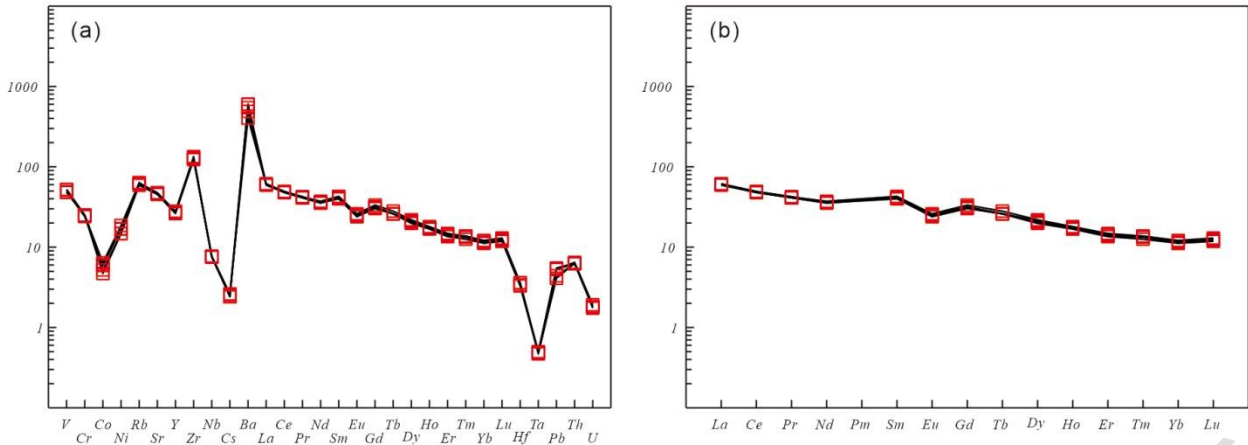 (a)
1000
100
10
1
V Co Rb Y Nb Ba Ce Nd Eu Tb Ho Tm Lu Ta Th
Cr Ni Sr Zr Cs La Pr Sm Gd Dy Er Yb Hf Pb U
(b)
1000
100
10
1
La Ce Pr Nd Pm Sm Eu Gd Tb Dy Ho Er Tm Yb Lu